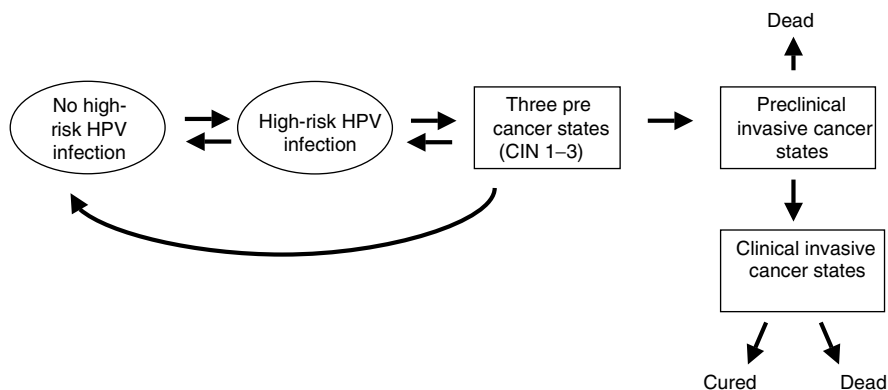 Dead
No high-
risk HPV
infection
High-risk HPV
infection
Three pre
cancer states
(CIN 1–3)
Preclinical
invasive cancer
states
Clinical invasive
cancer states
Cured
Dead